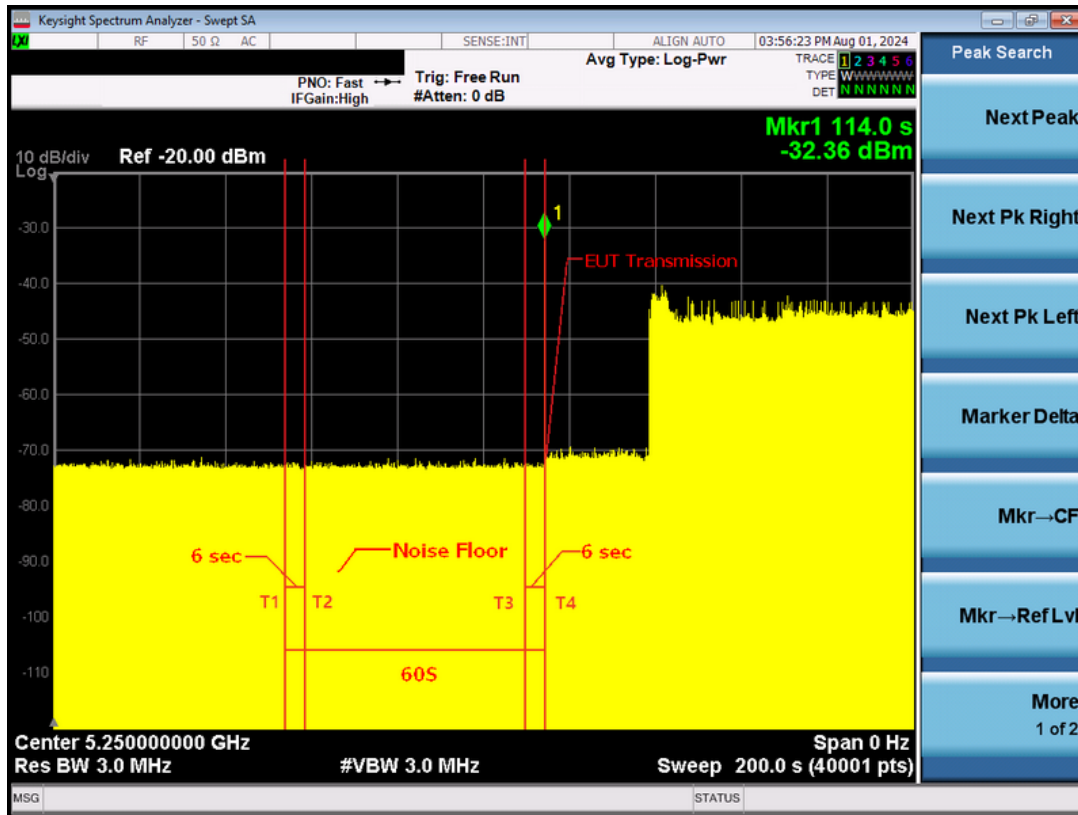 Keysight Spectrum Analyzer - Swept SA
LXI RF 50 Ω AC SENSE:INT ALIGN AUTO 03:56:23 PM Aug 01, 2024
PNO: Fast
IFGain:High
Trig: Free Run
#Atten: 0 dB
Avg Type: Log-Pwr
TRACE 1 2 3 4 5 6
TYPE W W W W W W
DET N N N N N N
Mkr1 114.0 s
-32.36 dBm
10 dB/div Ref -20.00 dBm
Log
-30.0
-40.0
-50.0
-60.0
-70.0
-80.0
-90.0
-100
-110
1
EUT Transmission
6 sec
Noise Floor
6 sec
T1
T2
T3
T4
60S
Center 5.250000000 GHz
Span 0 Hz
Res BW 3.0 MHz
#VBW 3.0 MHz
Sweep 200.0 s (40001 pts)
MSG
STATUS
Peak Search
Next Peak
Next Pk Right
Next Pk Left
Marker Delta
Mkr→CF
Mkr→Ref Lvl
More
1 of 2